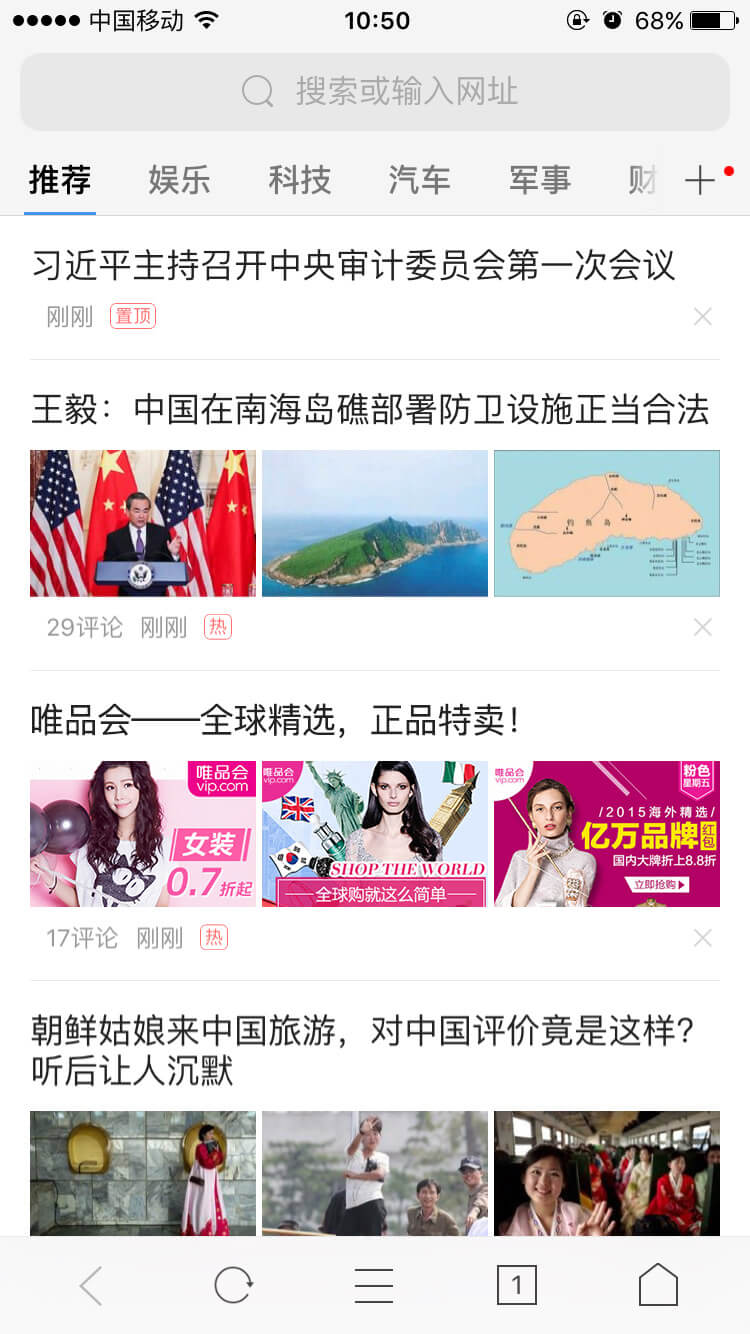 中国移动
10:50
68%
搜索或输入网址
推荐
娱乐
科技
汽车
军事
财
习近平主持召开中央审计委员会第一次会议
刚刚
置顶
王毅：中国在南海岛礁部署防卫设施正当合法
钓鱼岛
29评论
刚刚
热
唯品会——全球精选，正品特卖！
唯品会
vip.com
女装
0.7折起
唯品会
vip.com
SHOP THE WORLD
全球购就这么简单
唯品会
vip.com
粉色
星期五
/2015海外精选/
亿万品牌红包
国内大牌折上8.8折
立即抢购
17评论
刚刚
热
朝鲜姑娘来中国旅游，对中国评价竟是这样？
听后让人沉默
1